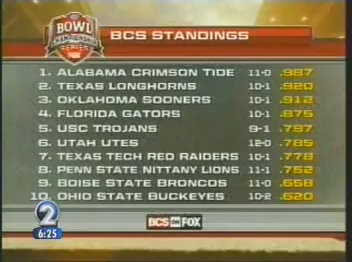 BOWL
SERIES
BCS STANDINGS
1. ALABAMA CRIMSON TIDE 11-0 .987
2. TEXAS LONGHORNS 10-1 .920
3. OKLAHOMA SOONERS 10-1 .912
4. FLORIDA GATORS 10-1 .875
5. USC TROJANS 9-1 .797
6. UTAH UTES 12-0 .785
7. TEXAS TECH RED RAIDERS 10-1 .778
8. PENN STATE NITTANY LIONS 11-1 .752
9. BOISE STATE BRONCOS 11-0 .658
10. OHIO STATE BUCKEYES 10-2 .620
2
6:25
BCS ON FOX